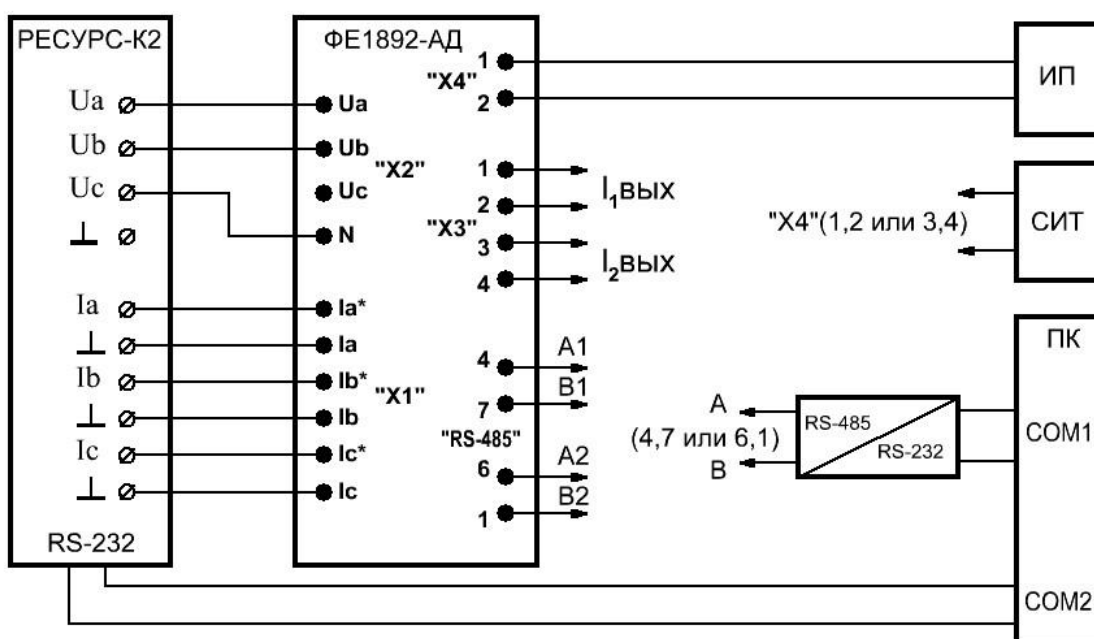 РЕСУРС-К2
Ua
Ub
Uc
Ia
Ib
Ic
RS-232
ФЕ1892-АД
Ua
Ub
Uc
N
"X2"
Ia*
Ia
Ib*
Ib
Ic*
Ic
"X1"
1
2
"X4"
1
2
3
4
"X3"
I₁вых
I₂вых
4
7
"RS-485"
6
1
A1
B1
A2
B2
ИП
СИТ
"X4"(1,2 или 3,4)
ПК
COM1
COM2
A
(4,7 или 6,1)
B
RS-485
RS-232